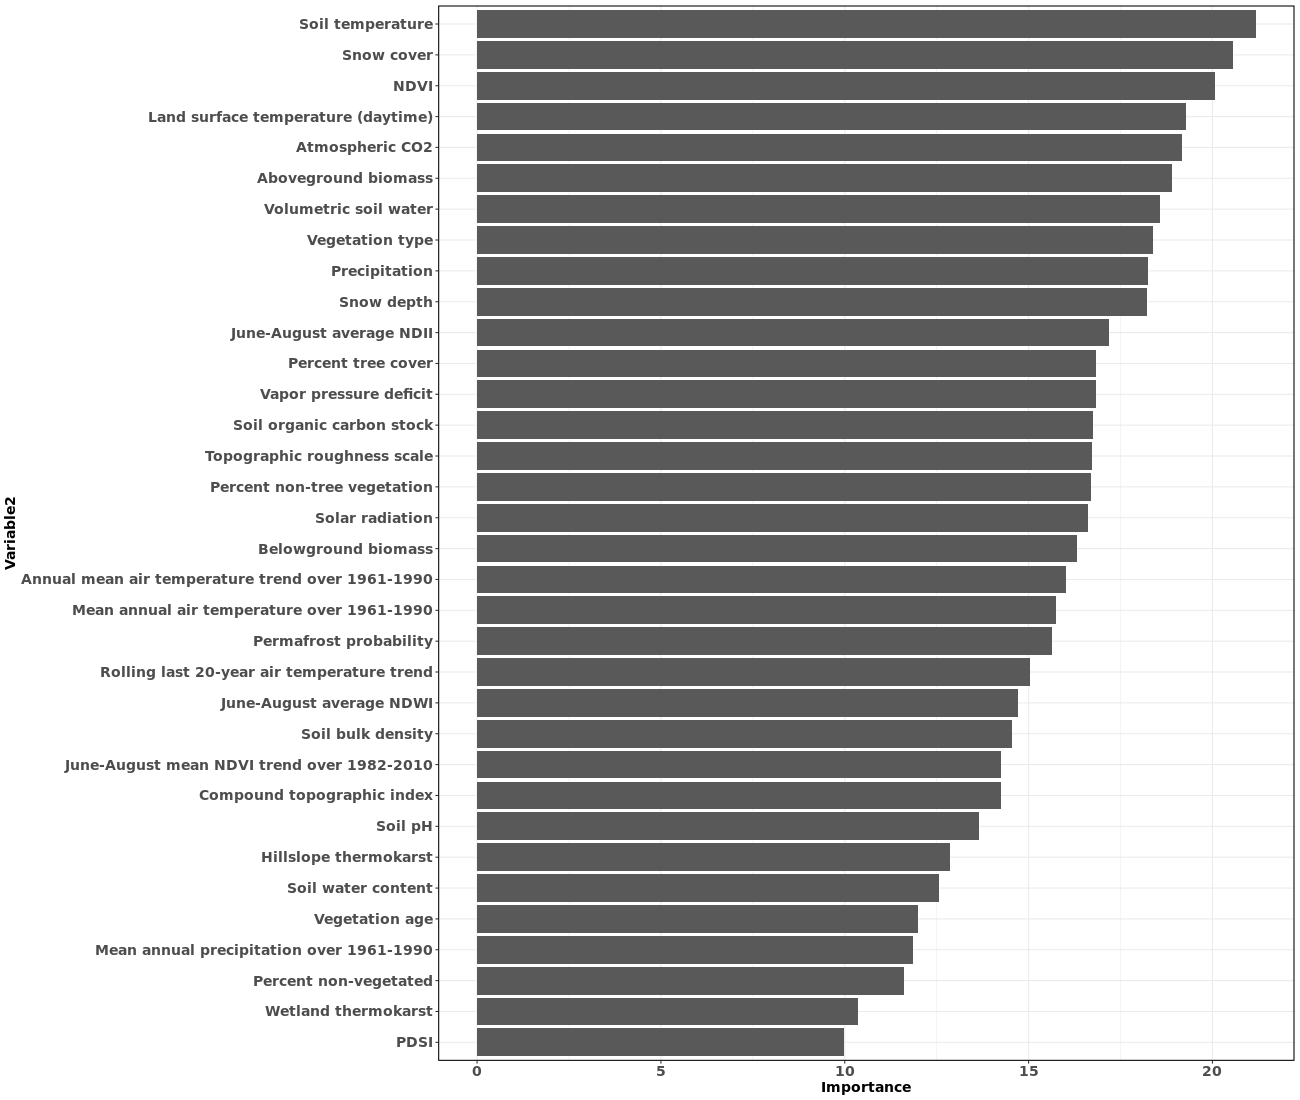 Soil temperature
Snow cover
NDVI
Land surface temperature (daytime)
Atmospheric CO2
Aboveground biomass
Volumetric soil water
Vegetation type
Precipitation
Snow depth
June-August average NDII
Percent tree cover
Vapor pressure deficit
Soil organic carbon stock
Topographic roughness scale
Percent non-tree vegetation
Solar radiation
Belowground biomass
Annual mean air temperature trend over 1961-1990
Mean annual air temperature over 1961-1990
Permafrost probability
Rolling last 20-year air temperature trend
June-August average NDWI
Soil bulk density
June-August mean NDVI trend over 1982-2010
Compound topographic index
Soil pH
Hillslope thermokarst
Soil water content
Vegetation age
Mean annual precipitation over 1961-1990
Percent non-vegetated
Wetland thermokarst
PDSI
Variable2
0 5 10 15 20
Importance